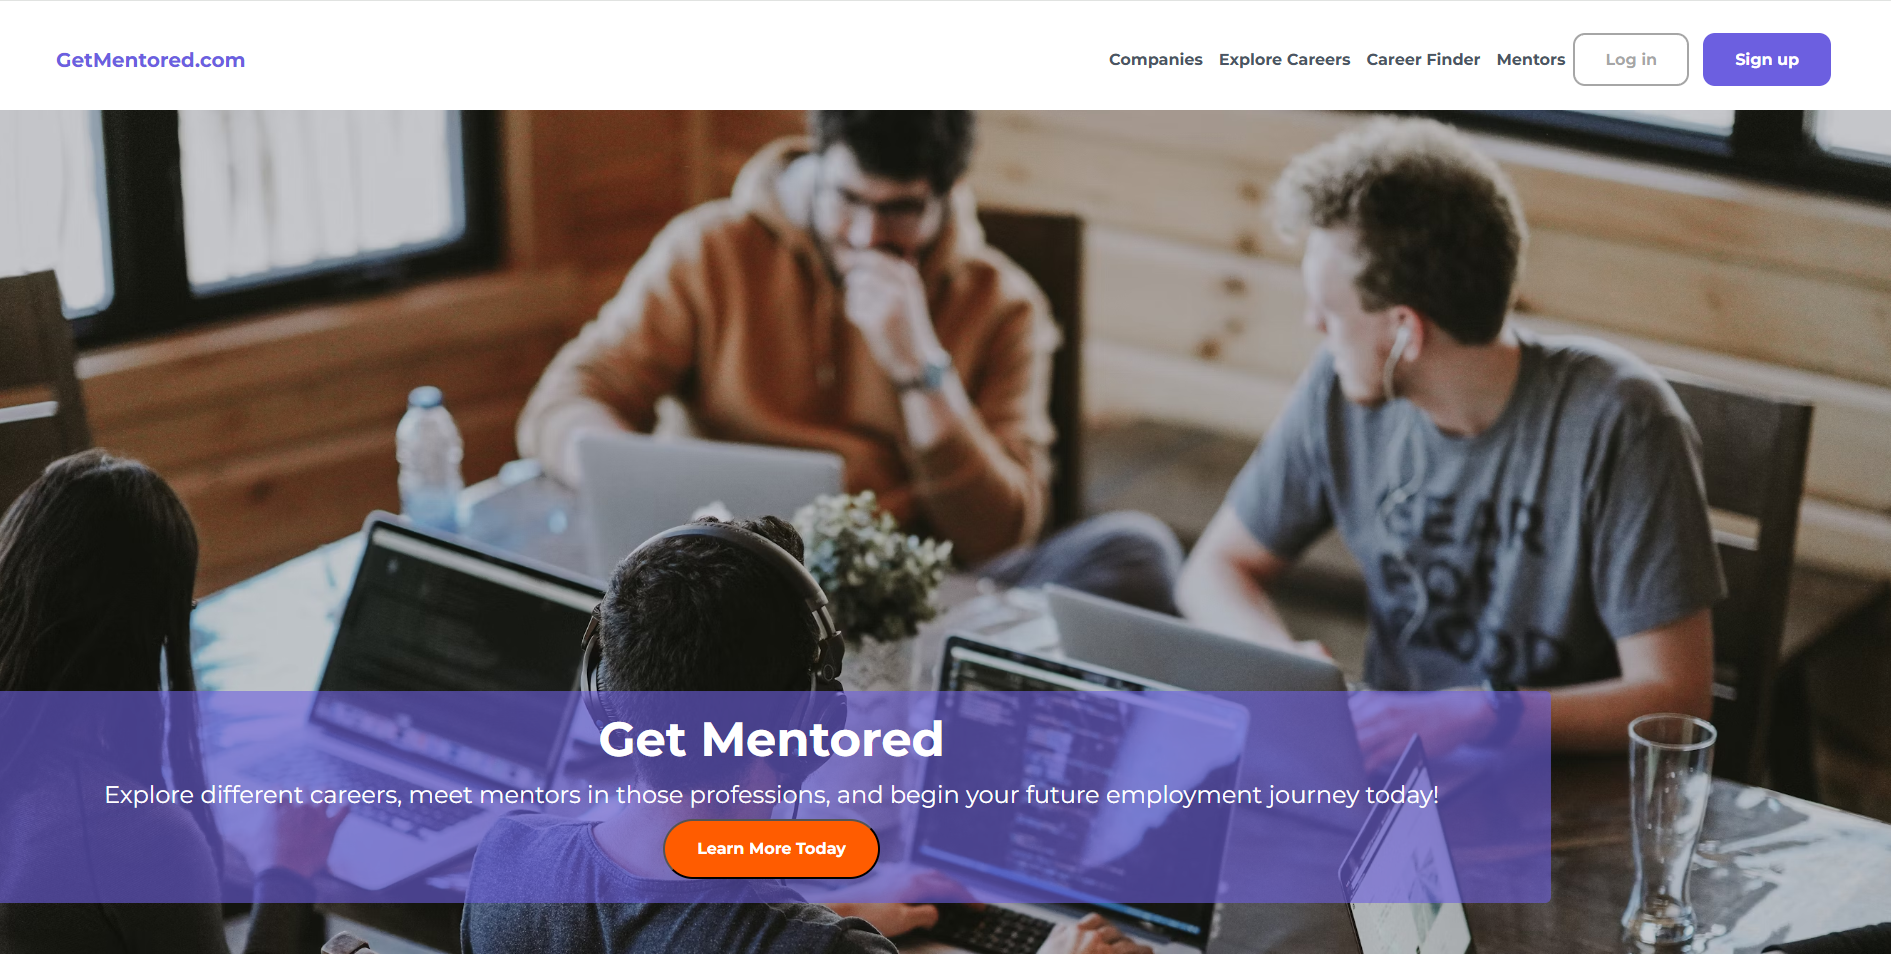 GetMentored.com
Companies Explore Careers Career Finder Mentors Log in Sign up
Get Mentored
Explore different careers, meet mentors in those professions, and begin your future employment journey today!
Learn More Today